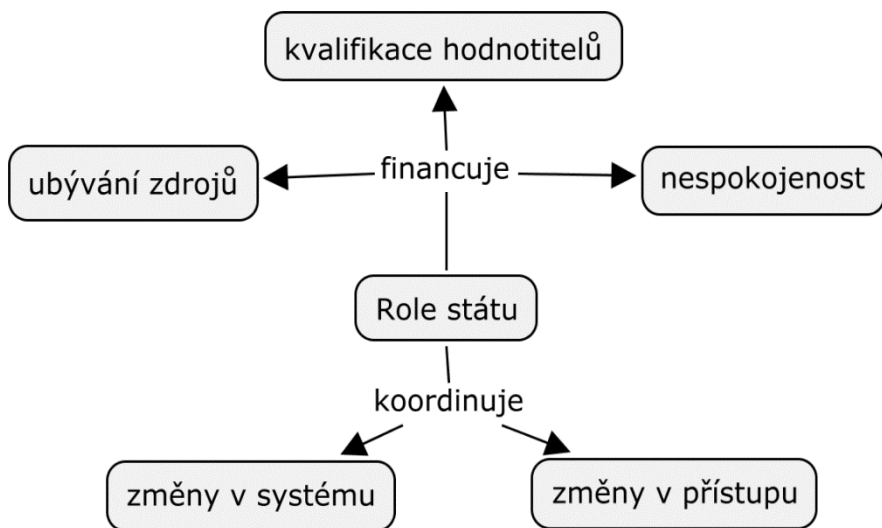 kvalifikace hodnotitelů
ubývání zdrojů
financuje
nespokojenost
Role státu
koordinuje
změny v systému
změny v přístupu